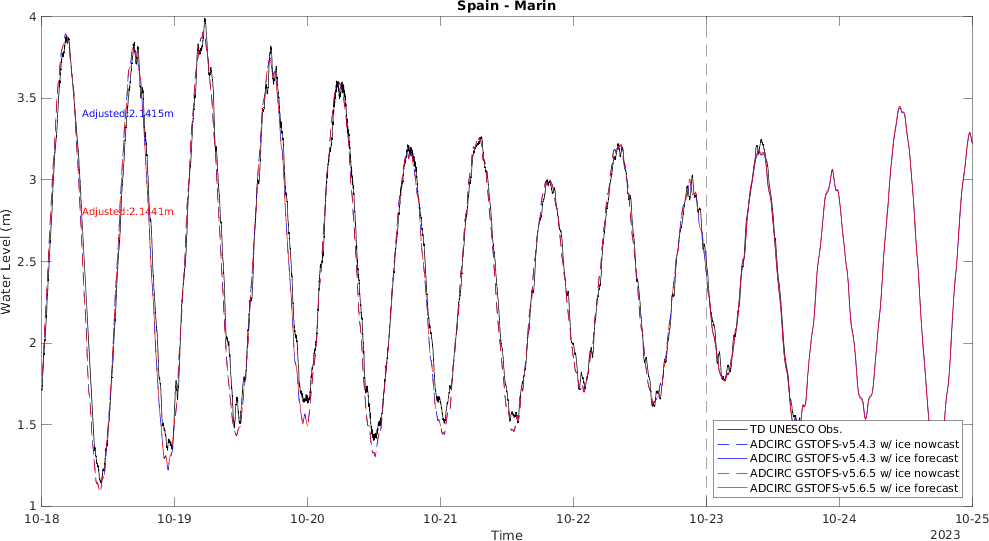 Spain - Marin
4
3.5
3
2.5
2
1.5
1
Water Level (m)
Adjusted:2.1415m
Adjusted:2.1441m
TD UNESCO Obs.
ADCIRC GSTOFS-v5.4.3 w/ ice nowcast
ADCIRC GSTOFS-v5.4.3 w/ ice forecast
ADCIRC GSTOFS-v5.6.5 w/ ice nowcast
ADCIRC GSTOFS-v5.6.5 w/ ice forecast
10-18 10-19 10-20 10-21 10-22 10-23 10-24 10-25
Time
2023